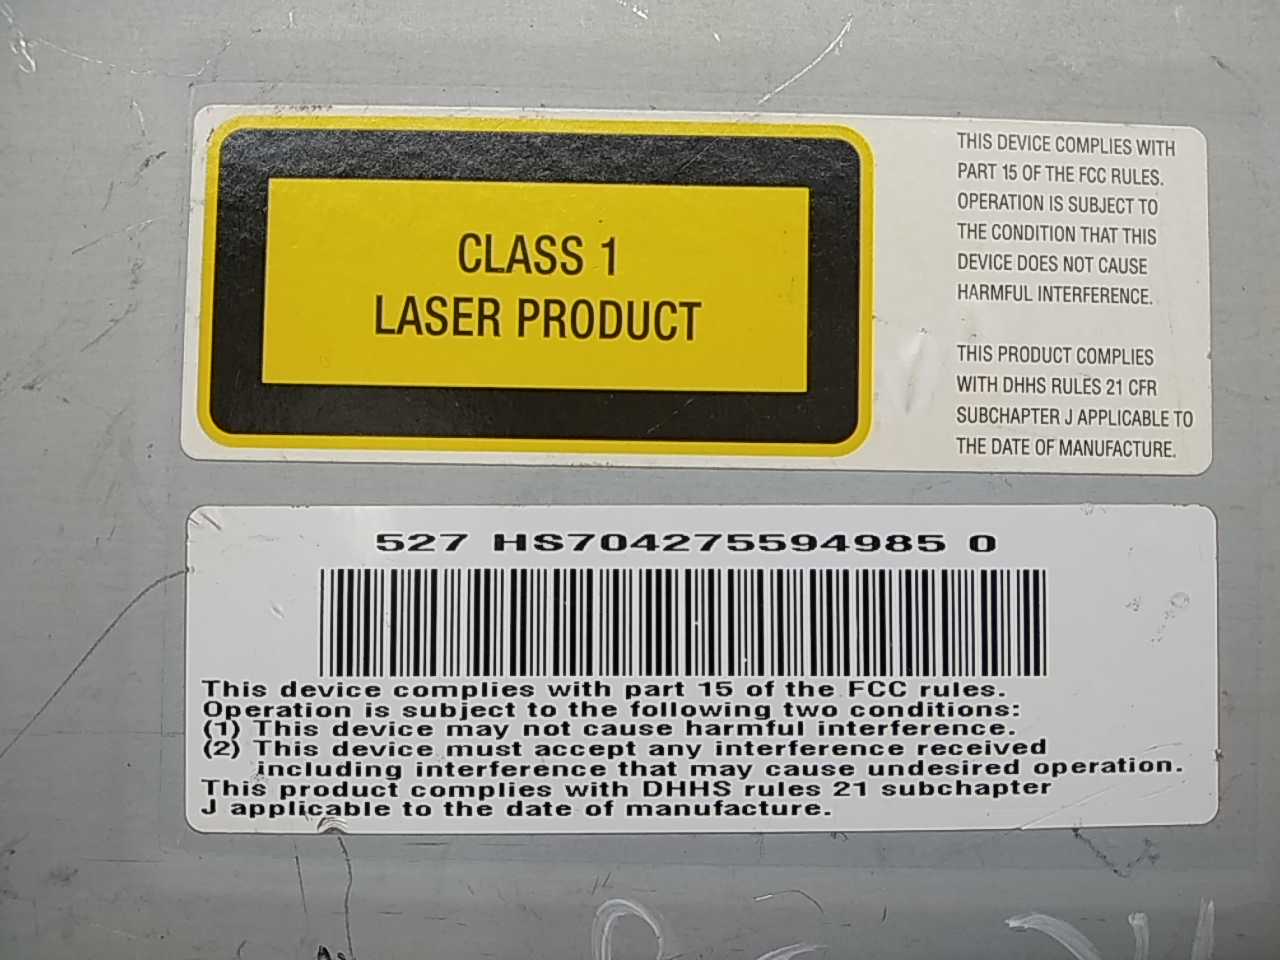 CLASS 1
LASER PRODUCT
THIS DEVICE COMPLIES WITH
PART 15 OF THE FCC RULES.
OPERATION IS SUBJECT TO
THE CONDITION THAT THIS
DEVICE DOES NOT CAUSE
HARMFUL INTERFERENCE.
THIS PRODUCT COMPLIES
WITH DHHS RULES 21 CFR
SUBCHAPTER J APPLICABLE TO
THE DATE OF MANUFACTURE.
527 HS704275594985 0
This device complies with part 15 of the FCC rules.
Operation is subject to the following two conditions:
(1) This device may not cause harmful interference.
(2) This device must accept any interference received
including interference that may cause undesired operation.
This product complies with DHHS rules 21 subchapter
J applicable to the date of manufacture.